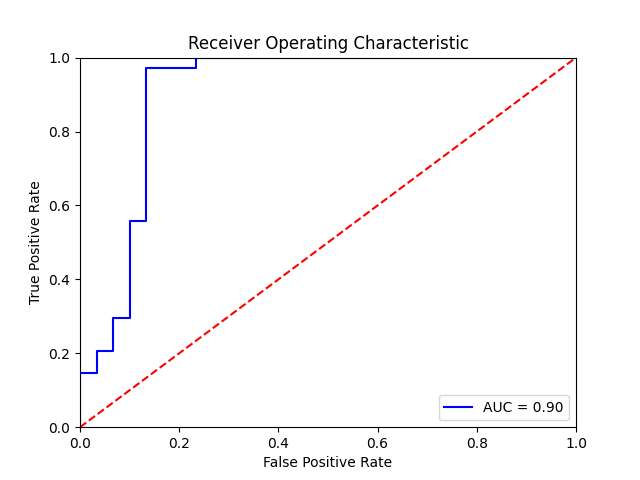 Receiver Operating Characteristic
True Positive Rate
1.0
0.8
0.6
0.4
0.2
0.0
AUC = 0.90
0.0 0.2 0.4 0.6 0.8 1.0
False Positive Rate